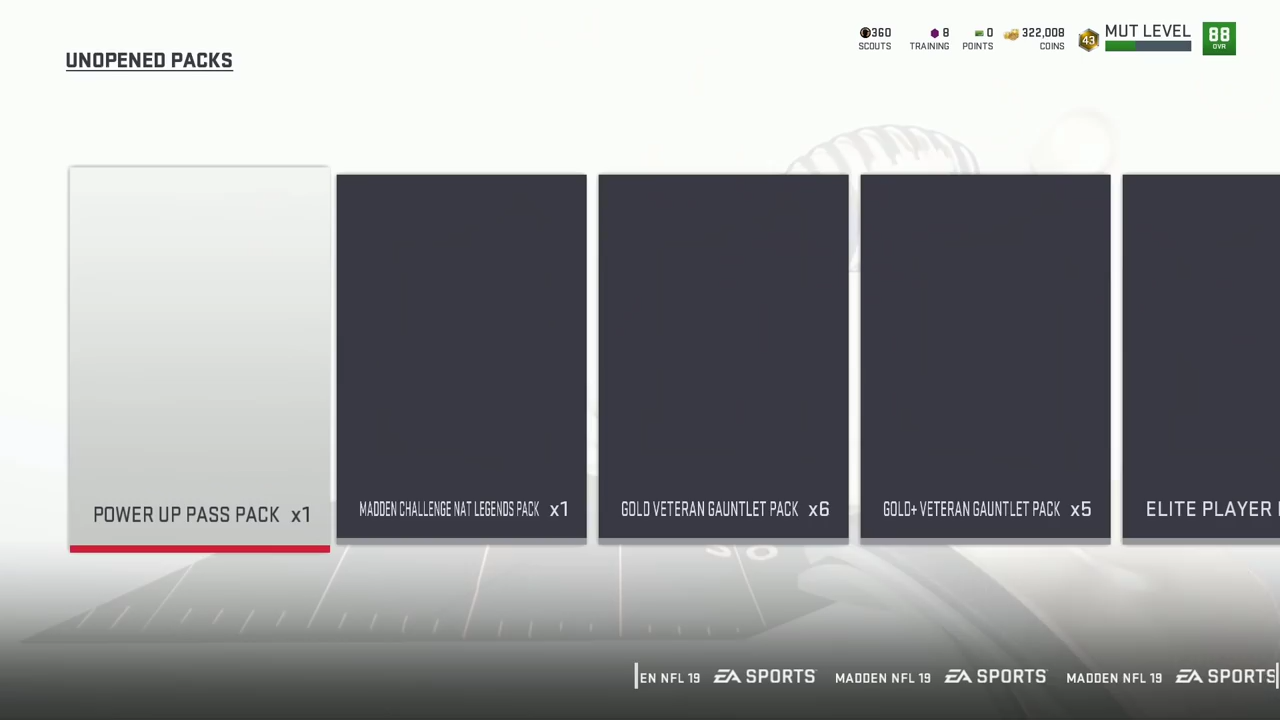 UNOPENED PACKS
360 SCOUTS
8 TRAINING
0 POINTS
322,008 COINS
43
MUT LEVEL
88 OVR
POWER UP PASS PACK x1
MADDEN CHALLENGE NAT LEGENDS PACK x1
GOLD VETERAN GAUNTLET PACK x6
GOLD+ VETERAN GAUNTLET PACK x5
ELITE PLAYER
50
EN NFL 19 EA SPORTS MADDEN NFL 19 EA SPORTS MADDEN NFL 19 EA SPORTS